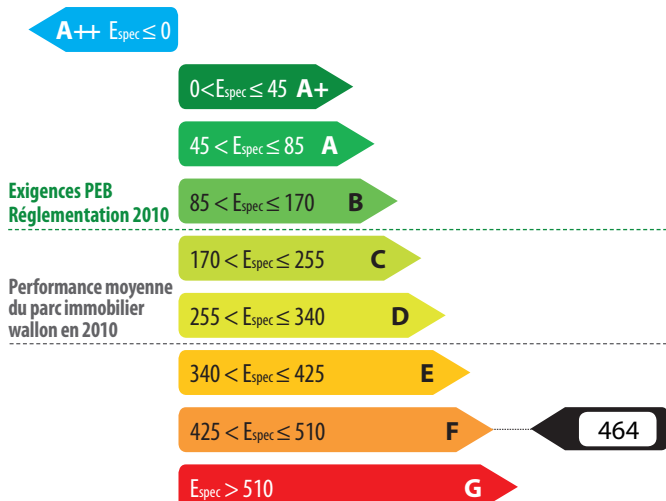 A++ Espec ≤ 0
0 < Espec ≤ 45 A+
45 < Espec ≤ 85 A
Exigences PEB
Réglementation 2010
85 < Espec ≤ 170 B
170 < Espec ≤ 255 C
Performance moyenne
du parc immobilier
wallon en 2010
255 < Espec ≤ 340 D
340 < Espec ≤ 425 E
425 < Espec ≤ 510 F 464
Espec > 510 G